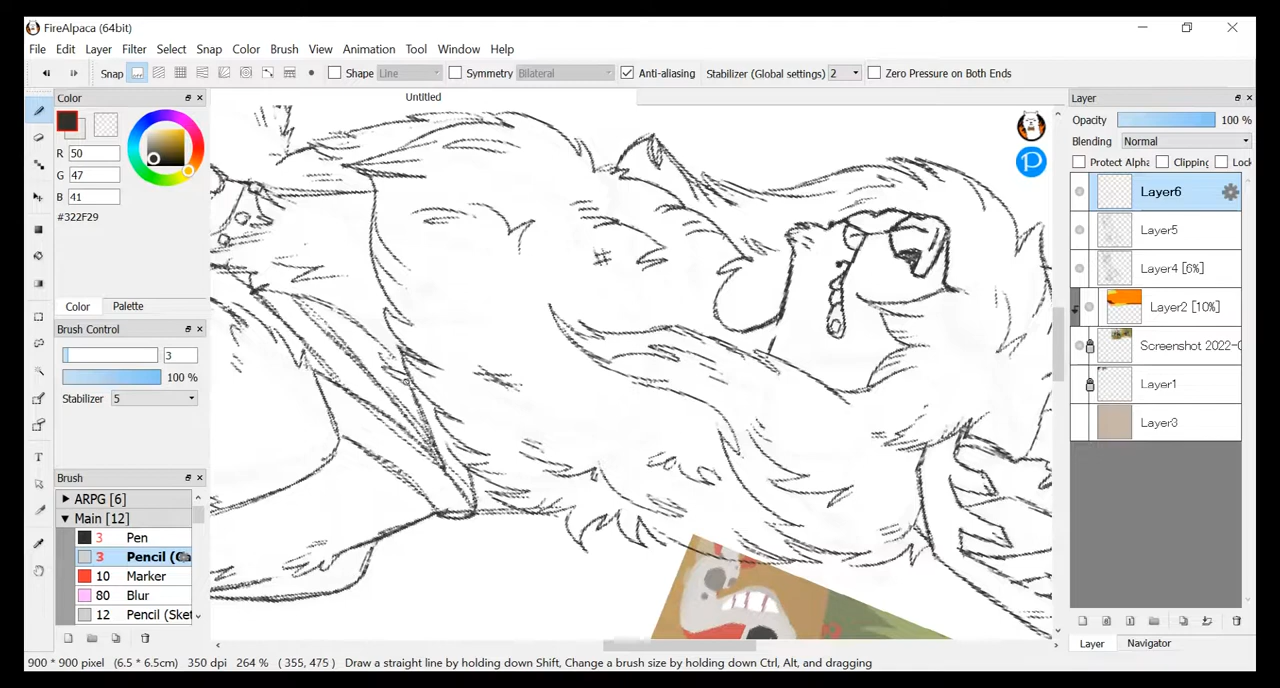 FireAlpaca (64bit)
File Edit Layer Filter Select Snap Color Brush View Animation Tool Window Help
Snap Shape Line Symmetry Bilateral Anti-aliasing Stabilizer (Global settings) 2 Zero Pressure on Both Ends
Color
Untitled
Layer
R 50
G 47
B 41
#322F29
Color Palette
Brush Control
3
100 %
Stabilizer 5
Brush
ARPG [6]
Main [12]
3 Pen
3 Pencil (
10 Marker
80 Blur
12 Pencil (Sket
Opacity 100 %
Blending Normal
Protect Alpha Clipping Lock
Layer6
Layer5
Layer4 [6%]
Layer2 [10%]
Screenshot 2022-0
Layer1
Layer3
Layer Navigator
900 * 900 pixel (6.5 * 6.5cm) 350 dpi 264 % ( 355, 475 ) Draw a straight line by holding down Shift, Change a brush size by holding down Ctrl, Alt, and dragging